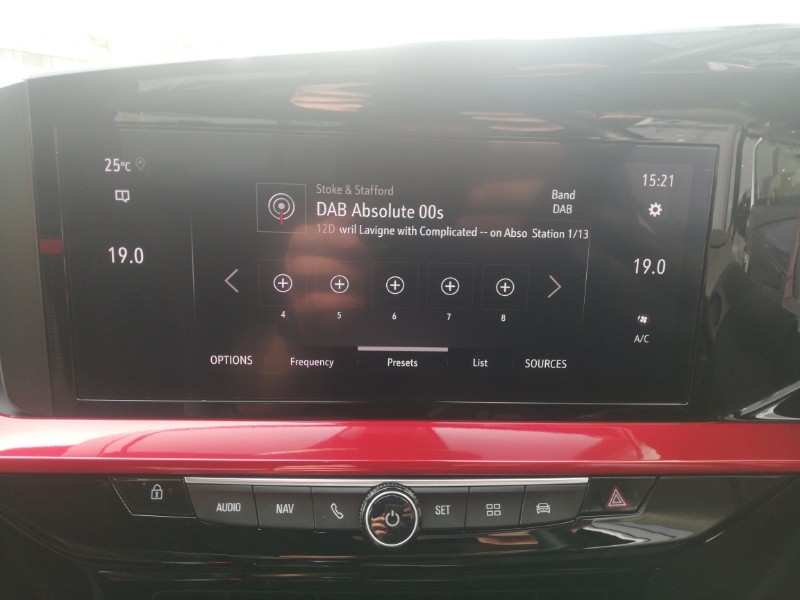 25°C
15:21
Stoke & Stafford
Band
DAB Absolute 00s
DAB
12D wril Lavigne with Complicated -- on Abso Station 1/13
19.0
19.0
4 5 6 7 8
A/C
OPTIONS Frequency Presets List SOURCES
AUDIO NAV SET